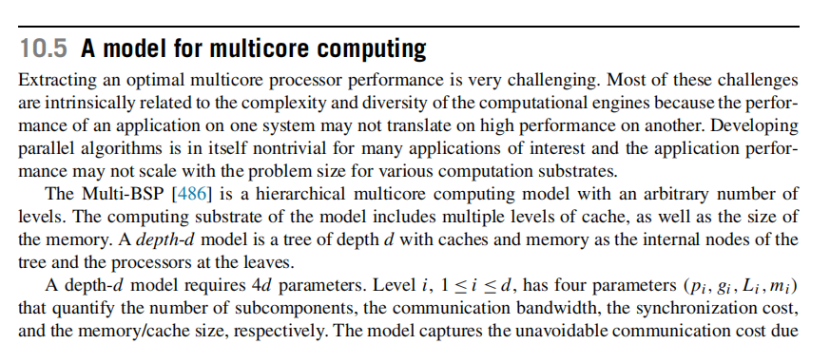 10.5 A model for multicore computing
Extracting an optimal multicore processor performance is very challenging. Most of these challenges
are intrinsically related to the complexity and diversity of the computational engines because the perfor-
mance of an application on one system may not translate on high performance on another. Developing
parallel algorithms is in itself nontrivial for many applications of interest and the application perfor-
mance may not scale with the problem size for various computation substrates.
The Multi-BSP [486] is a hierarchical multicore computing model with an arbitrary number of
levels. The computing substrate of the model includes multiple levels of cache, as well as the size of
the memory. A depth-d model is a tree of depth d with caches and memory as the internal nodes of the
tree and the processors at the leaves.
A depth-d model requires 4d parameters. Level i, 1 ≤ i ≤ d, has four parameters (pᵢ, gᵢ, Lᵢ, mᵢ)
that quantify the number of subcomponents, the communication bandwidth, the synchronization cost,
and the memory/cache size, respectively. The model captures the unavoidable communication cost due